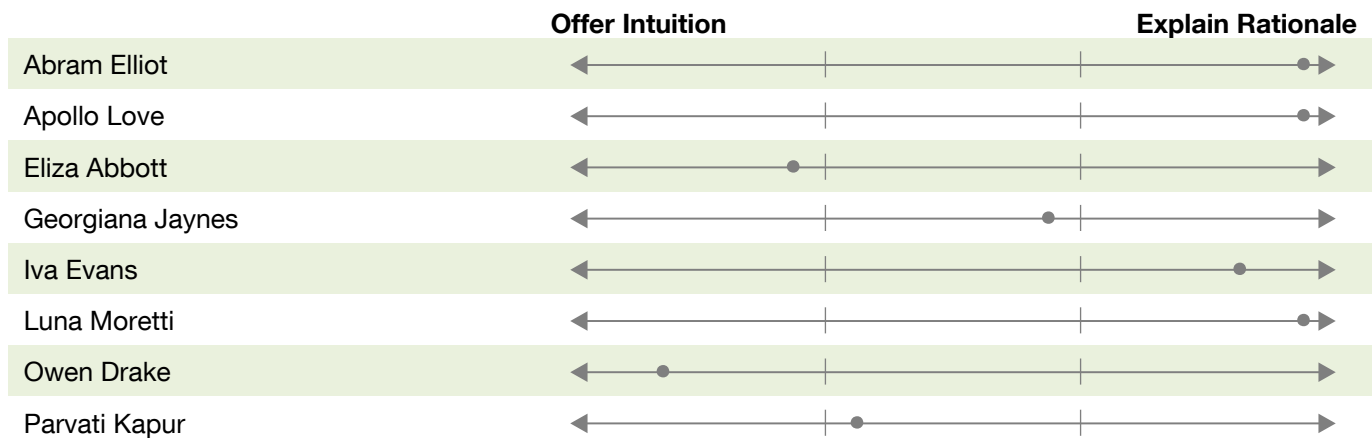 Offer Intuition Explain Rationale
Abram Elliot
Apollo Love
Eliza Abbott
Georgiana Jaynes
Iva Evans
Luna Moretti
Owen Drake
Parvati Kapur